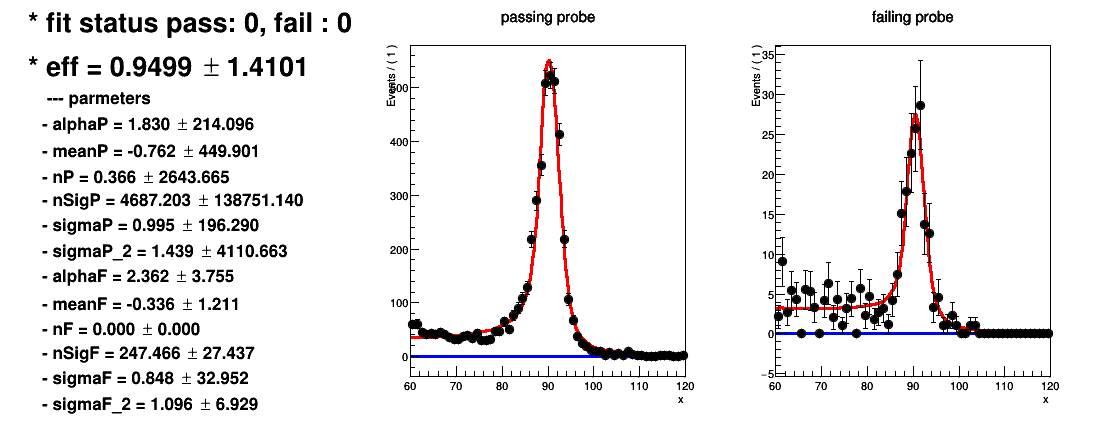 * fit status pass: 0, fail : 0
* eff = 0.9499 ± 1.4101
--- parmeters
- alphaP = 1.830 ± 214.096
- meanP = -0.762 ± 449.901
- nP = 0.366 ± 2643.665
- nSigP = 4687.203 ± 138751.140
- sigmaP = 0.995 ± 196.290
- sigmaP_2 = 1.439 ± 4110.663
- alphaF = 2.362 ± 3.755
- meanF = -0.336 ± 1.211
- nF = 0.000 ± 0.000
- nSigF = 247.466 ± 27.437
- sigmaF = 0.848 ± 32.952
- sigmaF_2 = 1.096 ± 6.929
passing probe
Events / ( 1 )
500
400
300
200
100
0
60 70 80 90 100 110 120
x
failing probe
Events / ( 1 )
35
30
25
20
15
10
5
0
−5
60 70 80 90 100 110 120
x